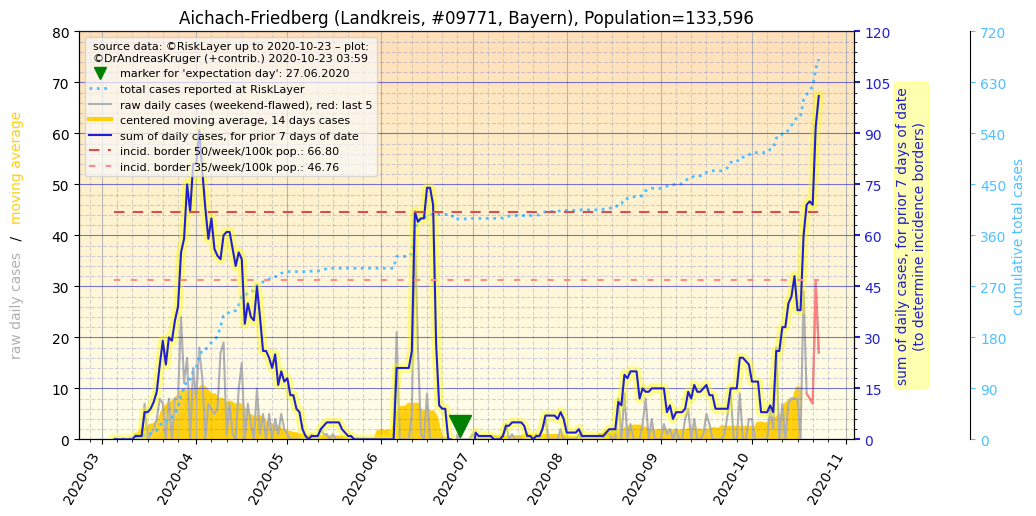 Aichach-Friedberg (Landkreis, #09771, Bayern), Population=133,596
source data: ©RiskLayer up to 2020-10-23 – plot:
©DrAndreasKruger (+contrib.) 2020-10-23 03:59
marker for 'expectation day': 27.06.2020
total cases reported at RiskLayer
raw daily cases (weekend-flawed), red: last 5
centered moving average, 14 days cases
sum of daily cases, for prior 7 days of date
incid. border 50/week/100k pop.: 66.80
incid. border 35/week/100k pop.: 46.76
raw daily cases / moving average
80
70
60
50
40
30
20
10
0
120
105
90
75
60
45
30
15
0
sum of daily cases, for prior 7 days of date
(to determine incidence borders)
720
630
540
450
360
270
180
90
0
cumulative total cases
2020-03
2020-04
2020-05
2020-06
2020-07
2020-08
2020-09
2020-10
2020-11